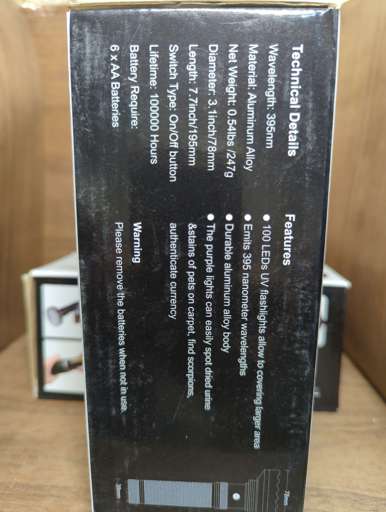 Technical Details
Wavelength: 395nm
Material: Aluminum Alloy
Net Weight: 0.54lbs /247g
Diameter: 3.1inch/78mm
Length: 7.7inch/195mm
Switch Type: On/Off button
Lifetime: 100000 Hours
Battery Require:
6 x AA Batteries
Features
● 100 LEDs UV flashlights allow to covering larger area
● Emits 395 nanometer wavelengths
● Durable aluminum alloy body
● The purple lights can easily spot dried urine
&stains of pets on carpet, find scorpions,
authenticate currency
Warning
Please remove the batteries when not in use.